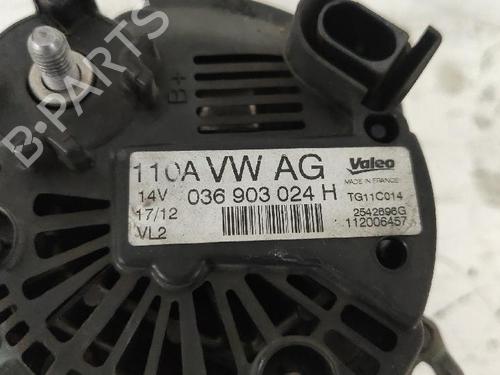 B+
B-PARTS
110A VW AG
Valeo
MADE IN FRANCE
14V 036 903 024 H
TG11C014
17/12
2542696G
VL2
112006457